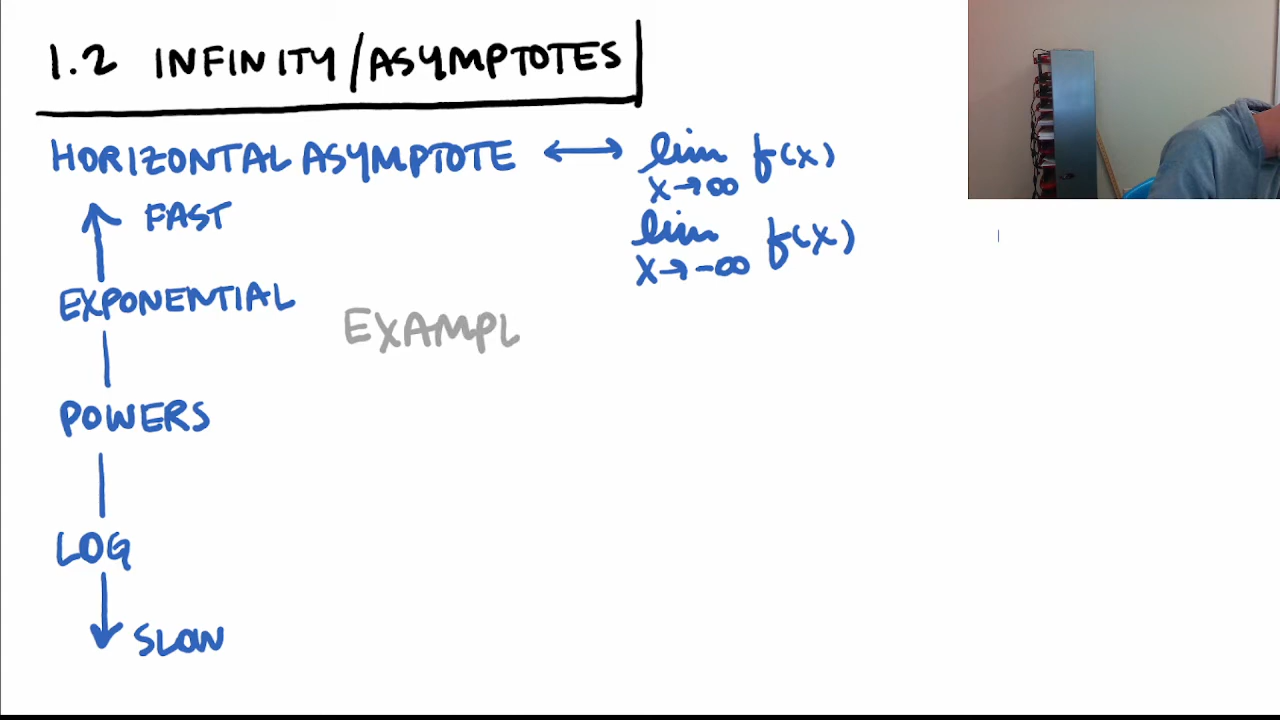 1.2 INFINITY/ASYMPTOTES
HORIZONTAL ASYMPTOTE ↔ lim x→∞ f(x)
lim x→-∞ f(x)
FAST
EXPONENTIAL
EXAMPL
POWERS
LOG
SLOW